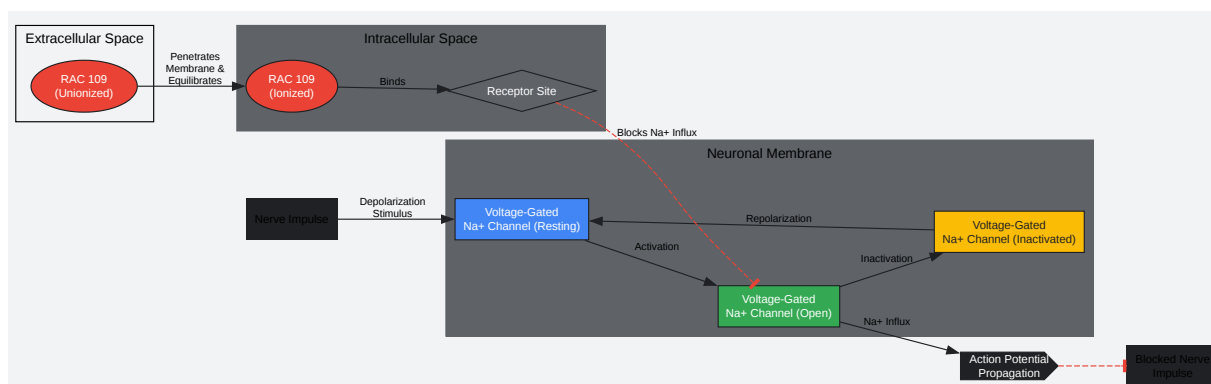 Extracellular Space
RAC 109
(Unionized)
Penetrates
Membrane &
Equilibrates
Intracellular Space
RAC 109
(Ionized)
Binds
Receptor Site
Blocks Na+ Influx
Neuronal Membrane
Nerve Impulse
Depolarization
Stimulus
Voltage-Gated
Na+ Channel (Resting)
Repolarization
Voltage-Gated
Na+ Channel (Inactivated)
Activation
Inactivation
Voltage-Gated
Na+ Channel (Open)
Na+ Influx
Action Potential
Propagation
Blocked Nerve
Impulse